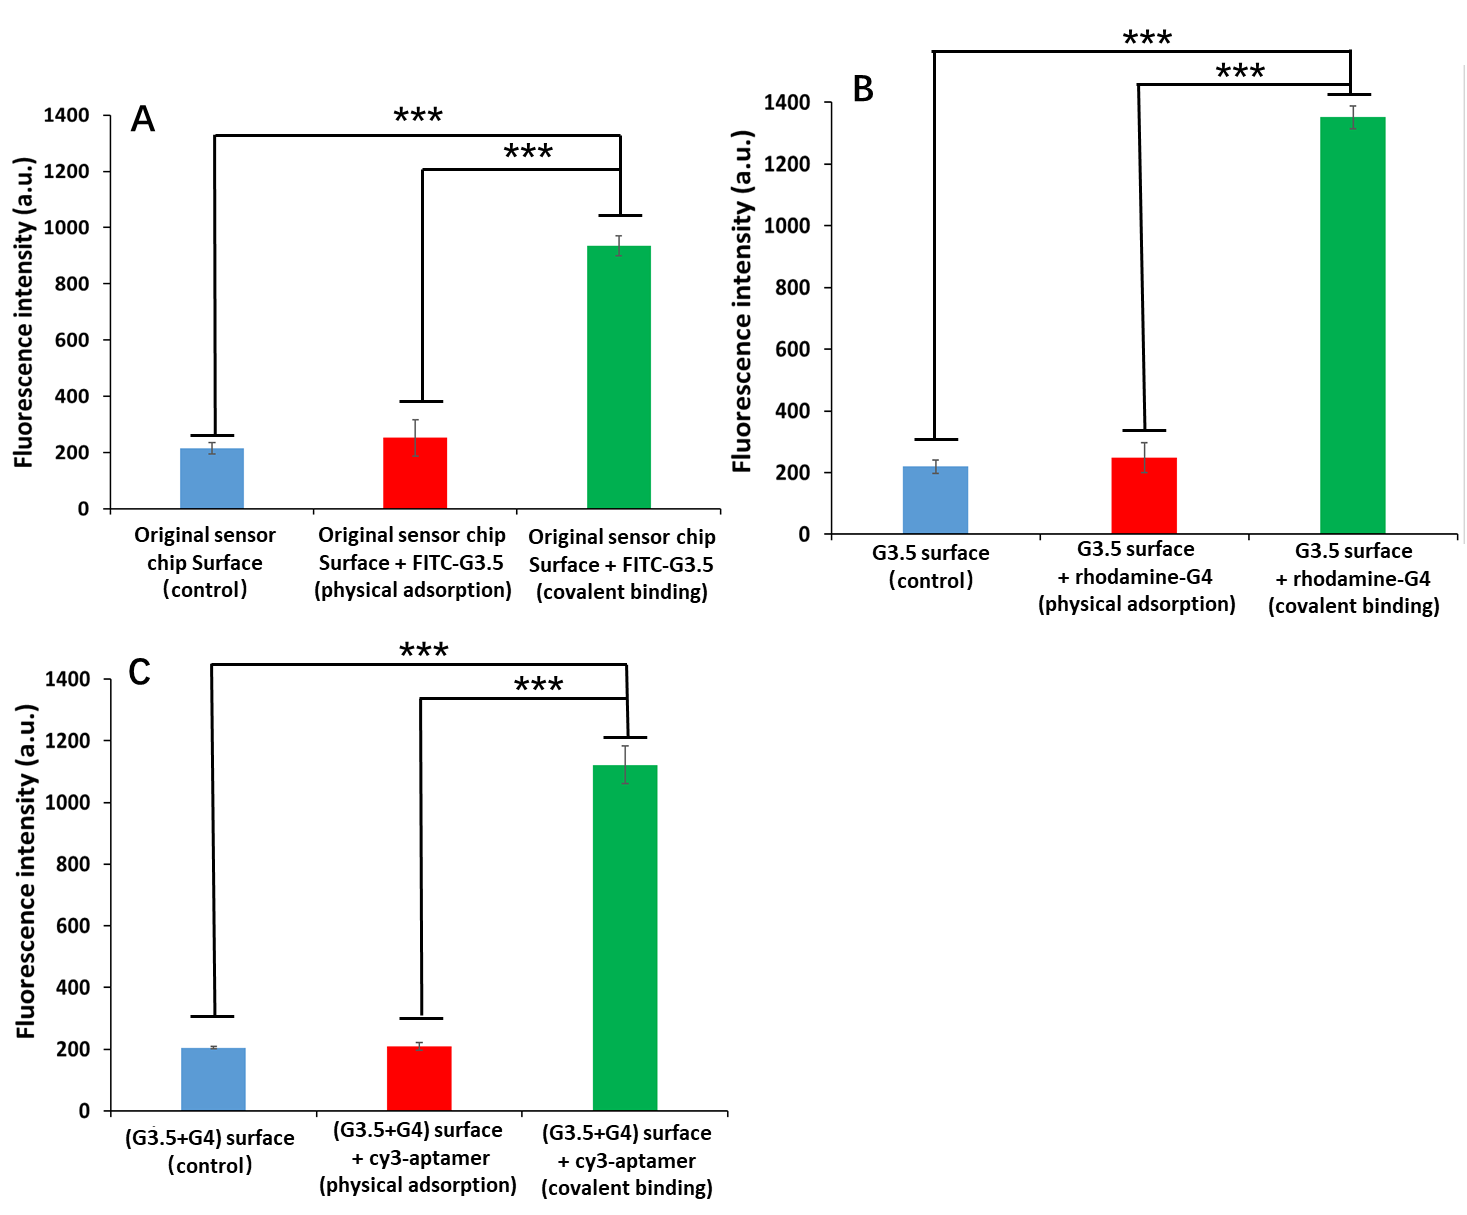 A
***
***
Fluorescence intensity (a.u.)
1400
1200
1000
800
600
400
200
0
Original sensor
chip Surface
(control)
Original sensor chip
Surface + FITC-G3.5
(physical adsorption)
Original sensor chip
Surface + FITC-G3.5
(covalent binding)
B
***
***
Fluorescence intensity (a.u.)
1400
1200
1000
800
600
400
200
0
G3.5 surface
(control)
G3.5 surface
+ rhodamine-G4
(physical adsorption)
G3.5 surface
+ rhodamine-G4
(covalent binding)
C
***
***
Fluorescence intensity (a.u.)
1400
1200
1000
800
600
400
200
0
(G3.5+G4) surface
(control)
(G3.5+G4) surface
+ cy3-aptamer
(physical adsorption)
(G3.5+G4) surface
+ cy3-aptamer
(covalent binding)